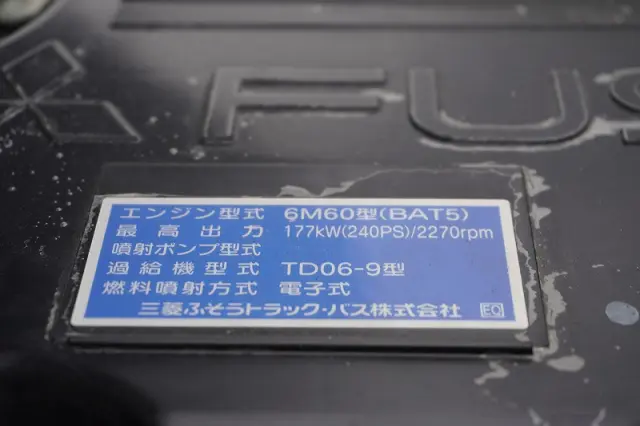 FUS
エンジン型式 6M60型(BAT5)
最高出力 177kW(240PS)/2270rpm
噴射ポンプ型式
過給機型式 TD06-9型
燃料噴射方式 電子式
三菱ふそうトラック・バス株式会社 EQ